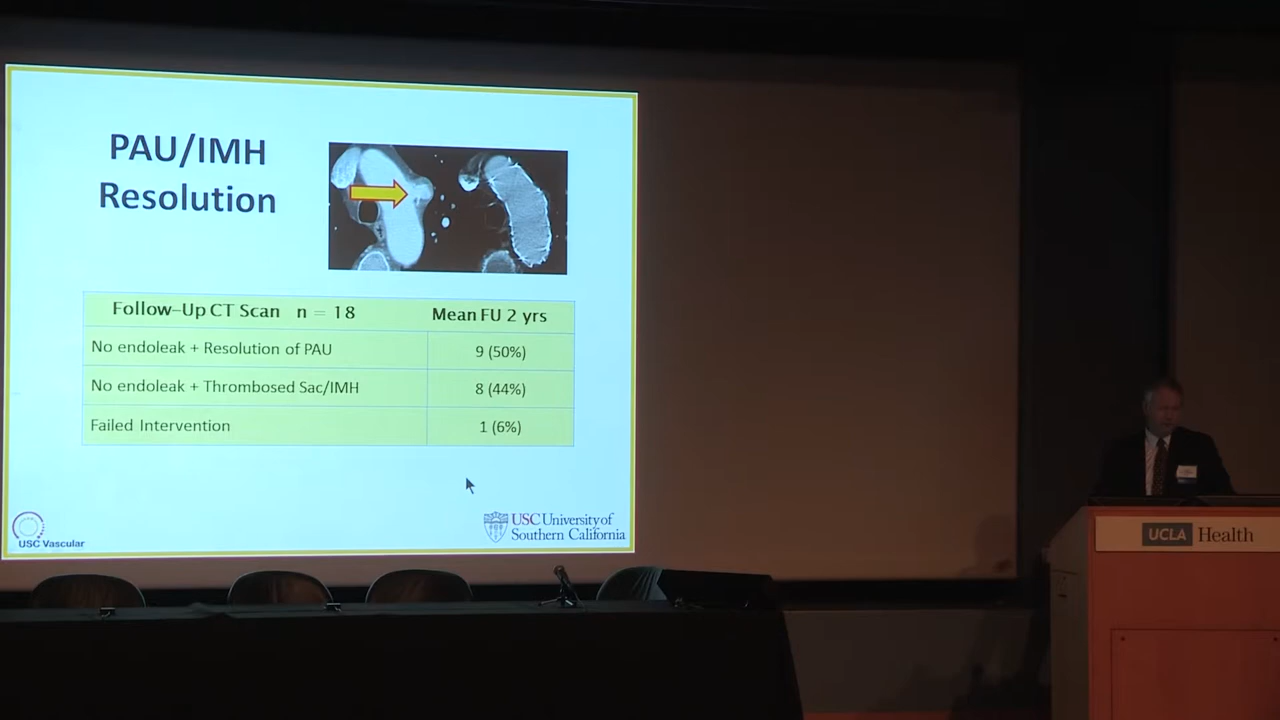 PAU/IMH
Resolution
Follow-Up CT Scan n = 18 Mean FU 2 yrs
No endoleak + Resolution of PAU 9 (50%)
No endoleak + Thrombosed Sac/IMH 8 (44%)
Failed Intervention 1 (6%)
USC Vascular
USC University of
Southern California
UCLA Health